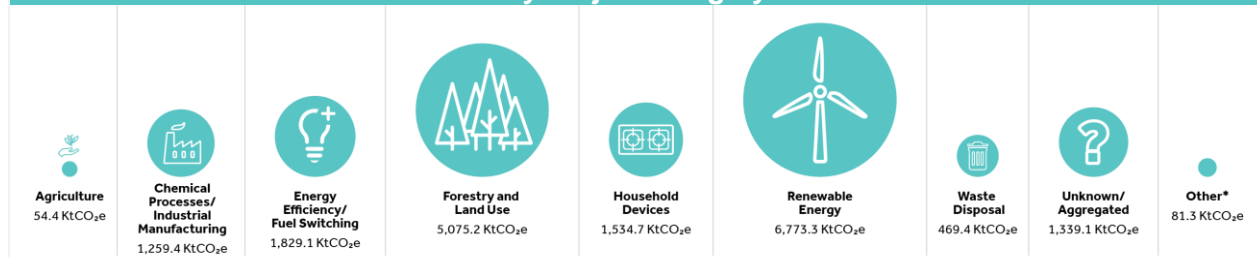 Agriculture
54.4 KtCO₂e
Chemical
Processes/
Industrial
Manufacturing
1,259.4 KtCO₂e
Energy
Efficiency/
Fuel Switching
1,829.1 KtCO₂e
Forestry and
Land Use
5,075.2 KtCO₂e
Household
Devices
1,534.7 KtCO₂e
Renewable
Energy
6,773.3 KtCO₂e
Waste
Disposal
469.4 KtCO₂e
Unknown/
Aggregated
1,339.1 KtCO₂e
Other*
81.3 KtCO₂e